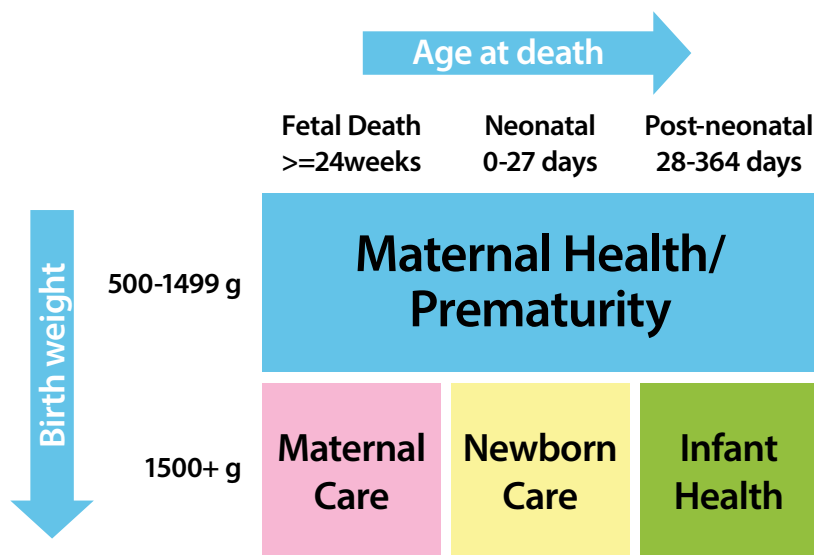 Age at death
Fetal Death
>=24weeks
Neonatal
0-27 days
Post-neonatal
28-364 days
Birth weight
500-1499 g
Maternal Health/
Prematurity
1500+ g
Maternal
Care
Newborn
Care
Infant
Health